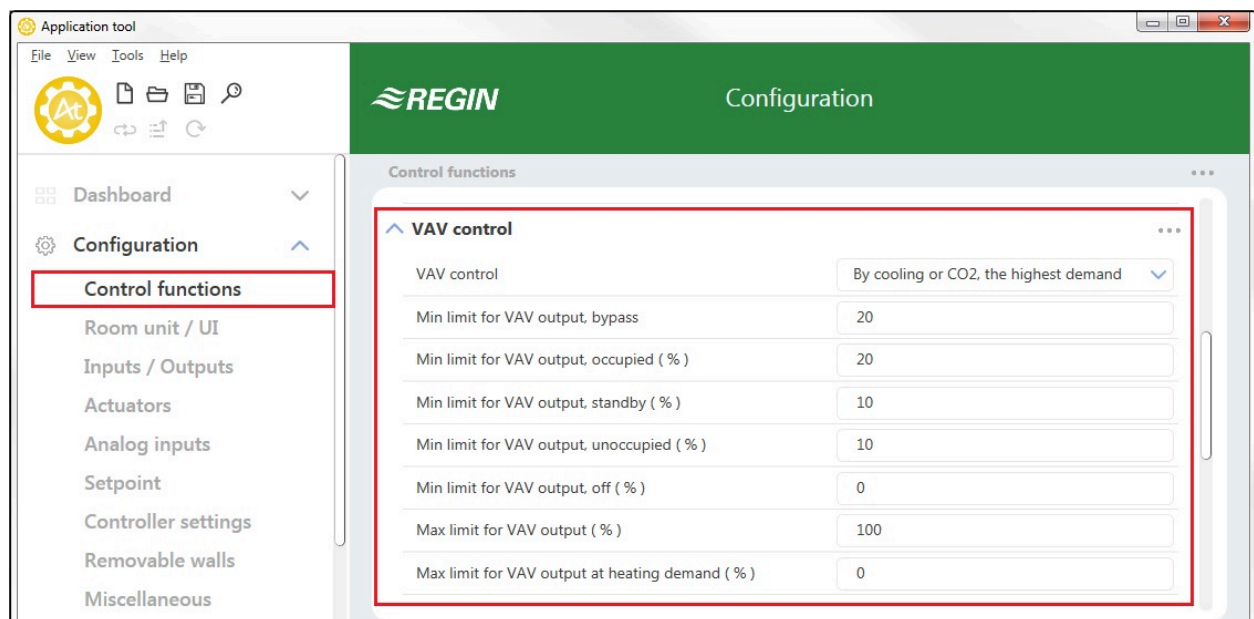 Application tool
File View Tools Help
At
REGIN
Configuration
Control functions
Dashboard
Configuration
Control functions
Room unit / UI
Inputs / Outputs
Actuators
Analog inputs
Setpoint
Controller settings
Removable walls
Miscellaneous
VAV control
VAV control By cooling or CO2, the highest demand
Min limit for VAV output, bypass 20
Min limit for VAV output, occupied ( % ) 20
Min limit for VAV output, standby ( % ) 10
Min limit for VAV output, unoccupied ( % ) 10
Min limit for VAV output, off ( % ) 0
Max limit for VAV output ( % ) 100
Max limit for VAV output at heating demand ( % ) 0